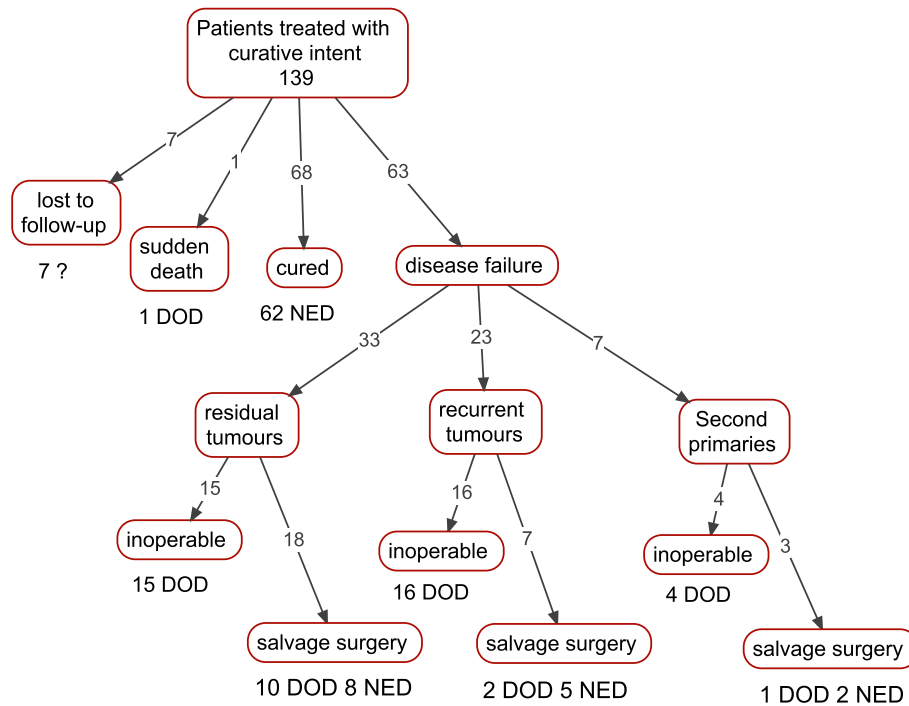 Patients treated with
curative intent
139
7
1
68
63
lost to
follow-up
7 ?
sudden
death
1 DOD
cured
62 NED
disease failure
33
23
7
residual
tumours
recurrent
tumours
Second
primaries
15
18
16
7
4
3
inoperable
15 DOD
inoperable
16 DOD
inoperable
4 DOD
salvage surgery
10 DOD 8 NED
salvage surgery
2 DOD 5 NED
salvage surgery
1 DOD 2 NED